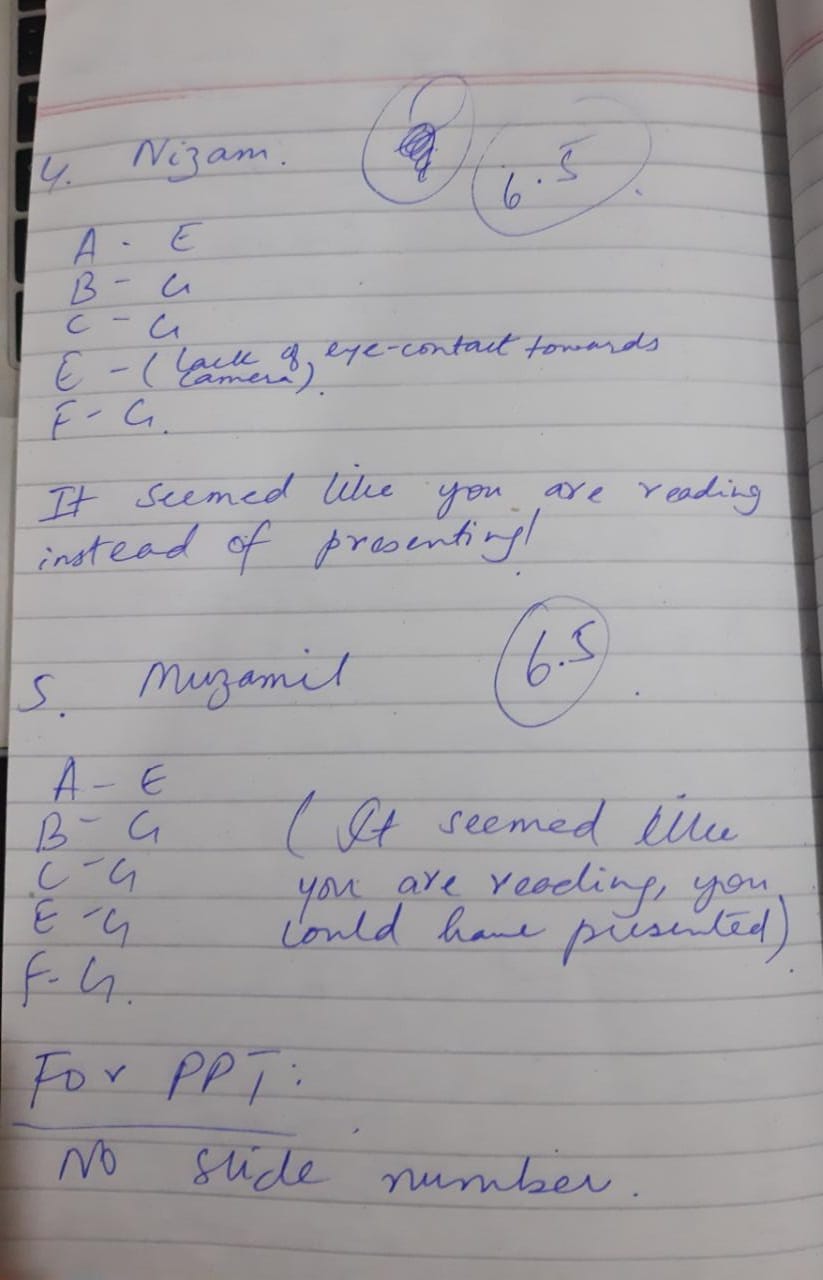 4. Nizam. 6.5
A - E
B - G
C - G
E - (lack of eye-contact towards
camera).
F - G.
It seemed like you are reading
instead of presenting!
5. Muzamil 6.5
A - E
B - G (It seemed like
C - G you are reading, you
E - G could have presented)
F - G.
For PPT:
No slide number.